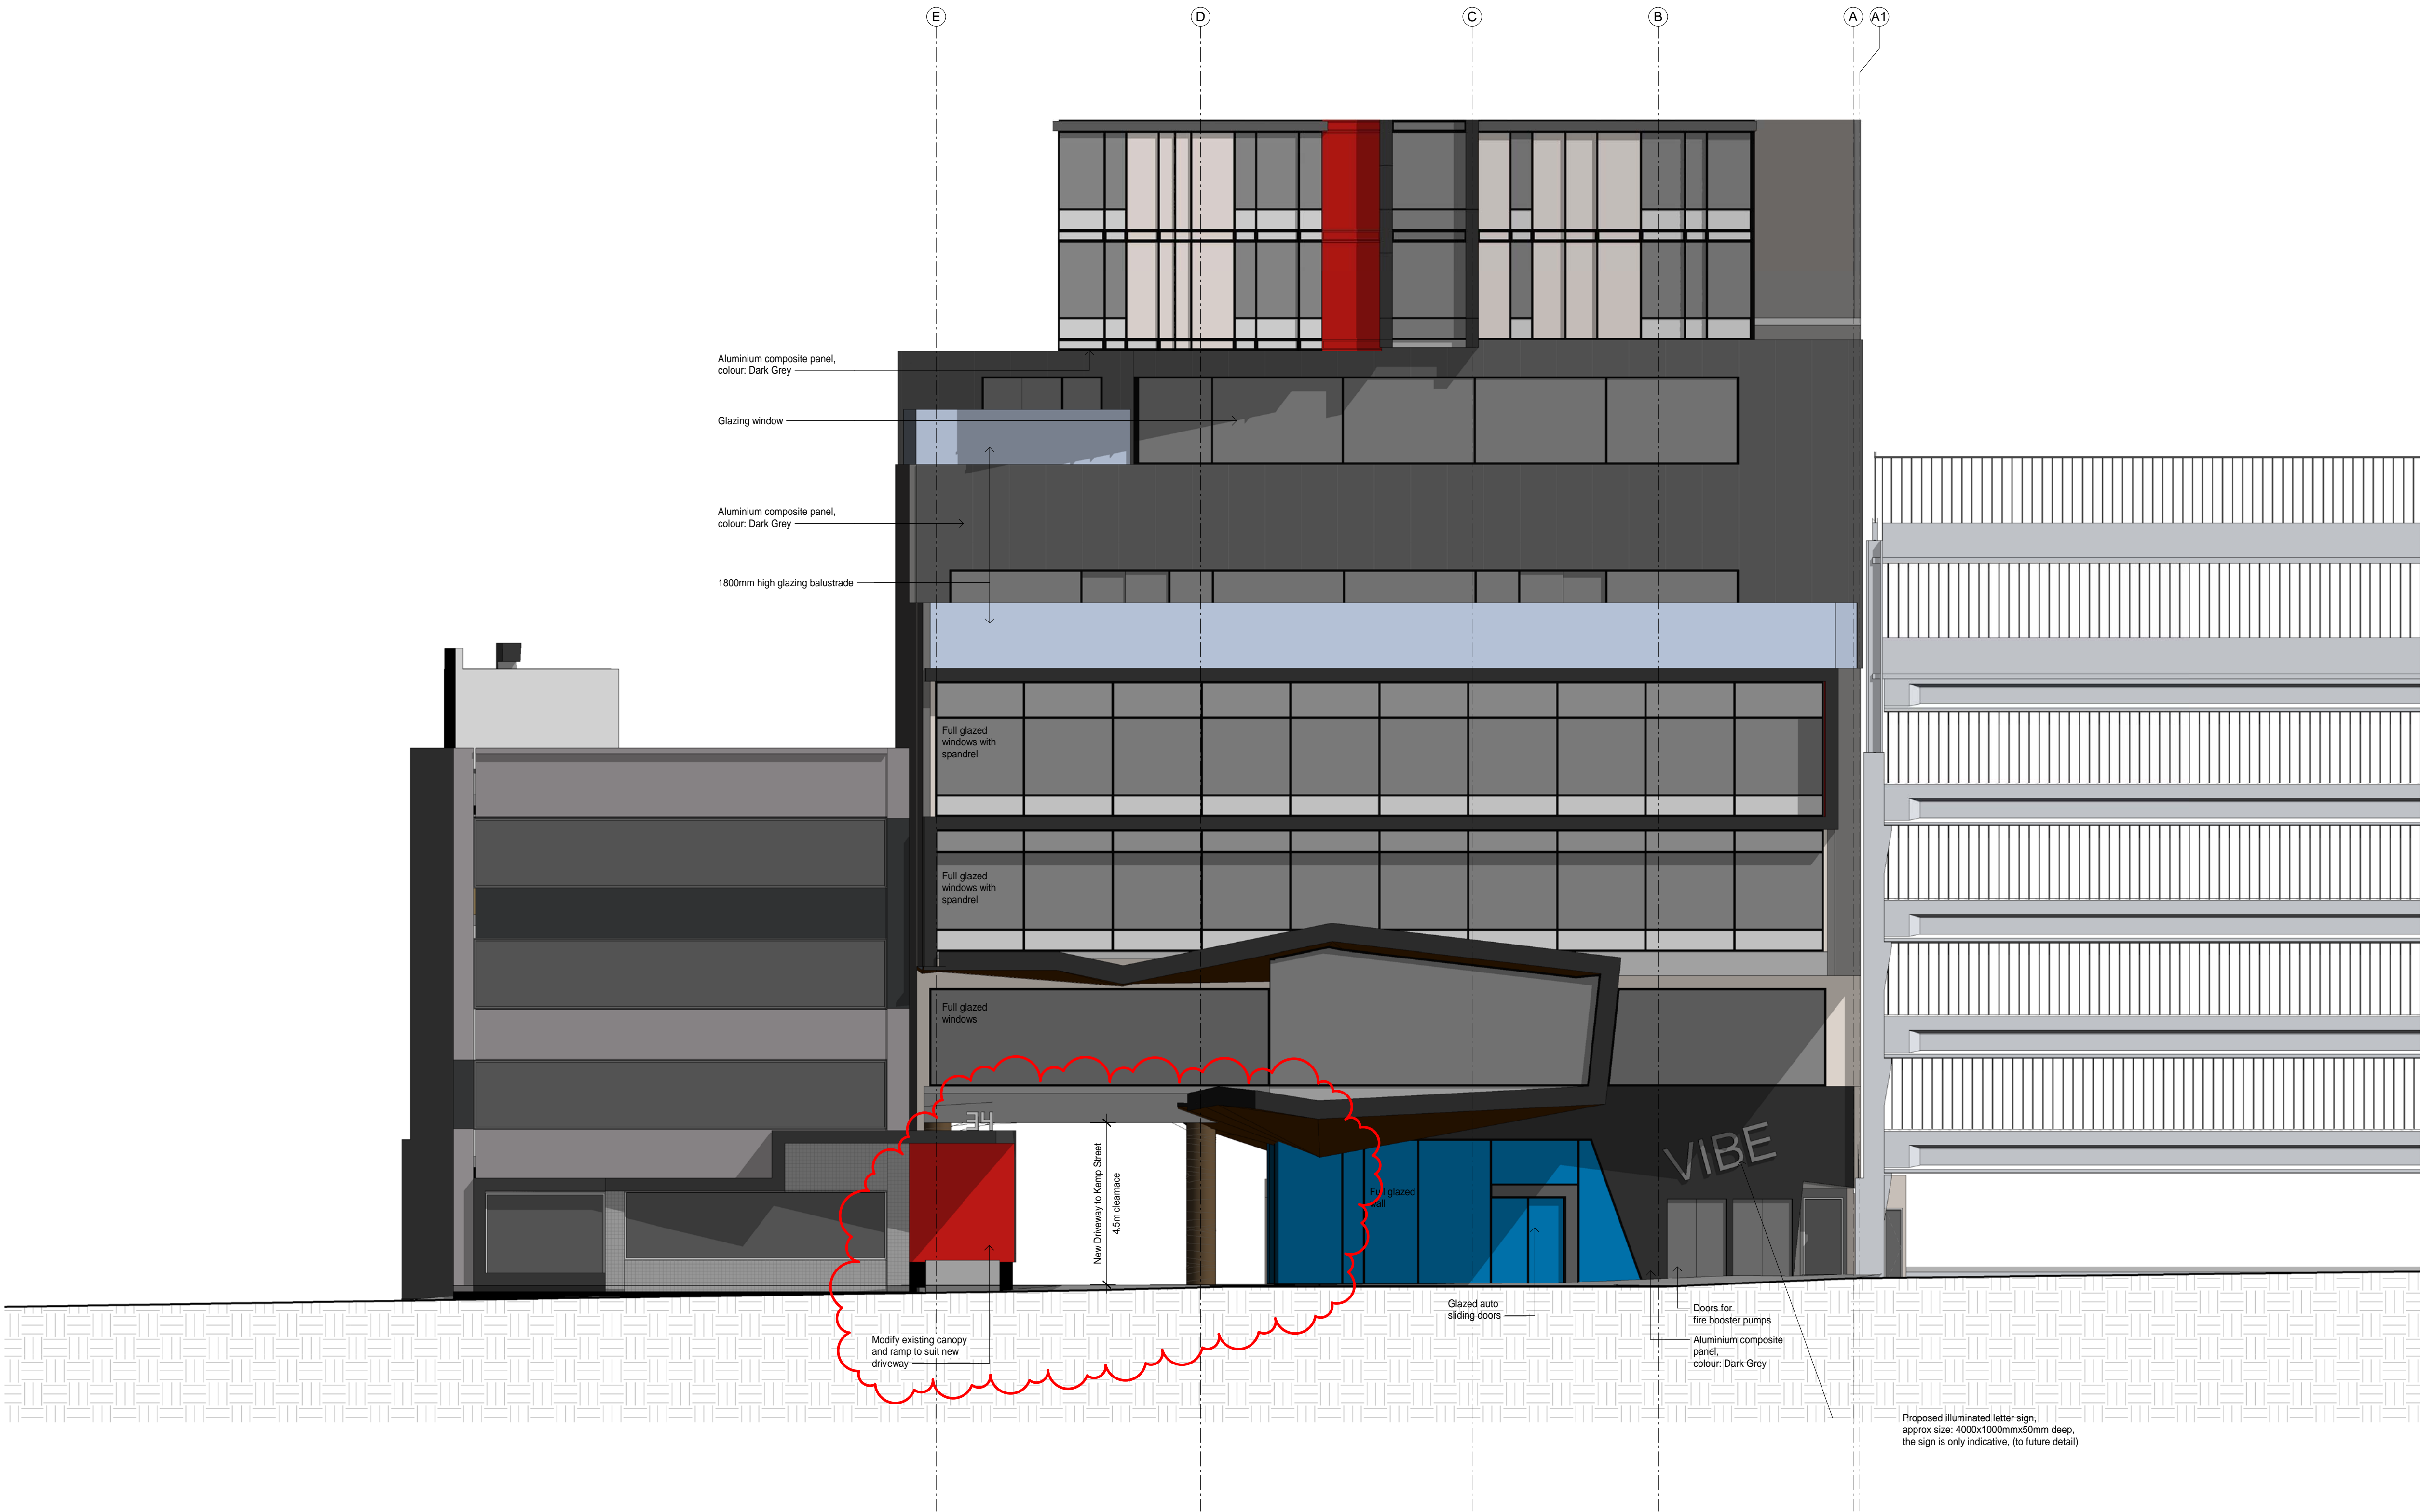 E
D
C
B
A
A1
Aluminium composite panel,
colour: Dark Grey
Glazing window
Aluminium composite panel,
colour: Dark Grey
1800mm high glazing balustrade
Full glazed
windows with
spandrel
Full glazed
windows with
spandrel
Full glazed
windows
34
New Driveway to Kemp Street
4.5m clearnace
VIBE
Full glazed
wall
Glazed auto
sliding doors
Doors for
fire booster pumps
Modify existing canopy
and ramp to suit new
driveway
Aluminium composite
panel,
colour: Dark Grey
Proposed illuminated letter sign,
approx size: 4000x1000mmx50mm deep,
the sign is only indicative, (to future detail)